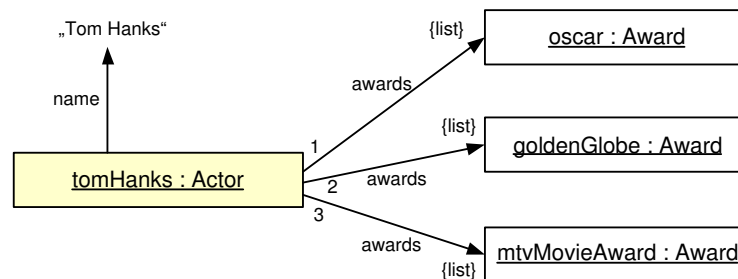 „Tom Hanks“
name
tomHanks : Actor
1
awards
{list}
oscar : Award
2
awards
{list}
goldenGlobe : Award
3
awards
{list}
mtvMovieAward : Award